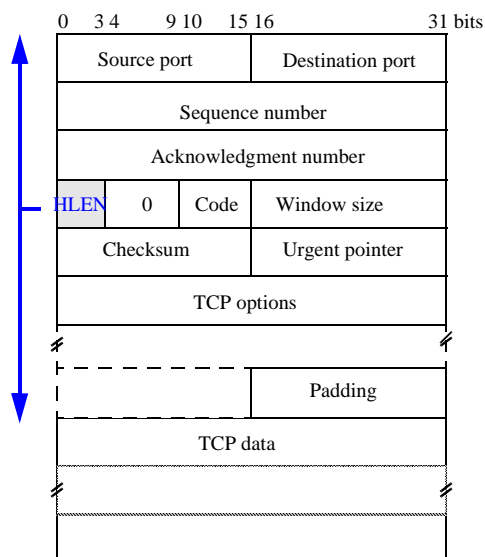 0 3 4 9 10 15 16 31 bits
Source port Destination port
Sequence number
Acknowledgment number
HLEN 0 Code Window size
Checksum Urgent pointer
TCP options
Padding
TCP data